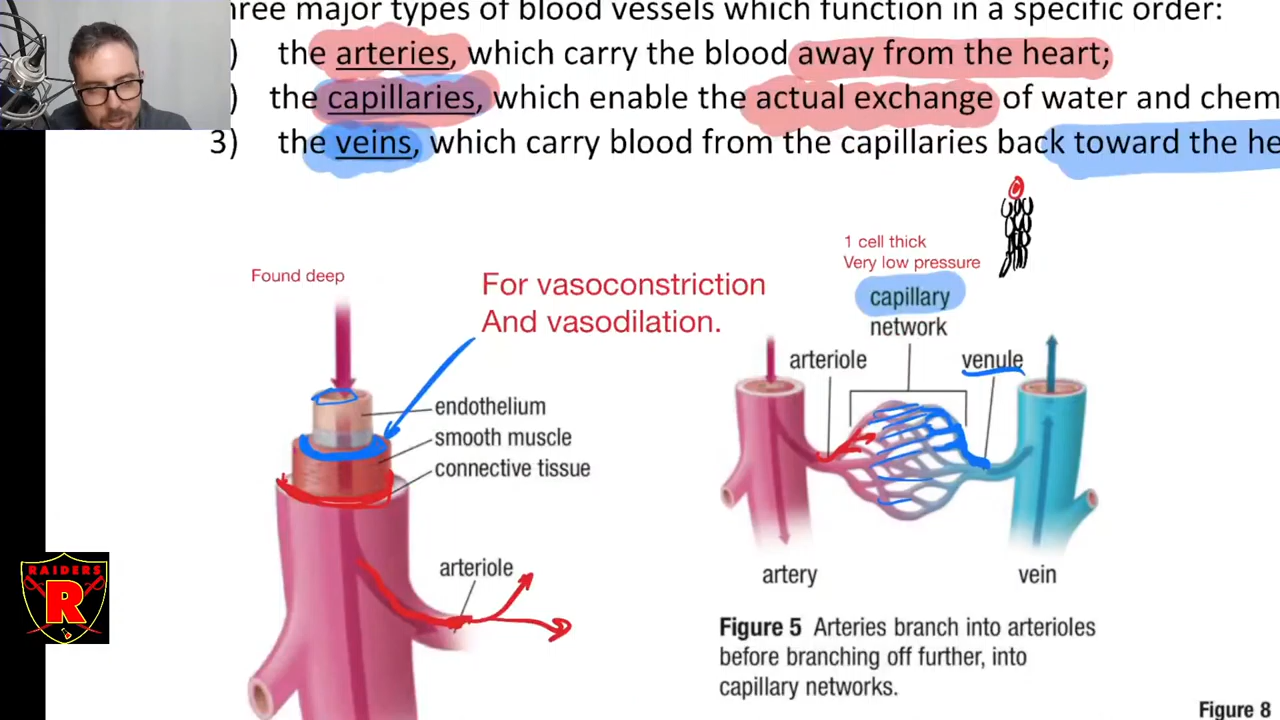 hree major types of blood vessels which function in a specific order:
) the arteries, which carry the blood away from the heart;
) the capillaries, which enable the actual exchange of water and chem
3) the veins, which carry blood from the capillaries back toward the he
1 cell thick
Very low pressure
Found deep
For vasoconstriction
And vasodilation.
capillary
network
arteriole
venule
endothelium
smooth muscle
connective tissue
arteriole
artery
vein
Figure 5 Arteries branch into arterioles
before branching off further, into
capillary networks.
Figure 8
RAIDERS
R